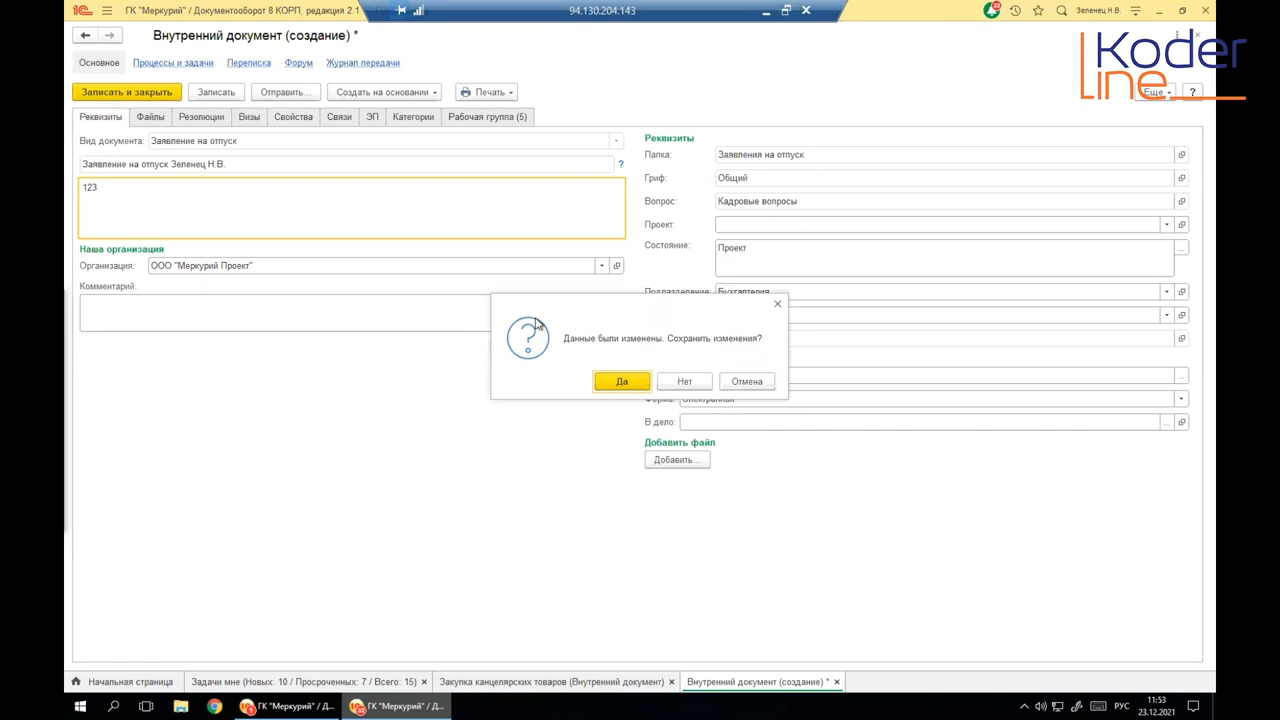 ГК "Меркурий" / Документооборот 8 КОРП, редакция 2.1
94.130.204.143
Зеленец Н.В.
Внутренний документ (создание) *
Koder
line
Основное Процессы и задачи Переписка Форум Журнал передачи
Записать и закрыть Записать Отправить... Создать на основании Печать Еще ?
Реквизиты Файлы Резолюции Визы Свойства Связи ЭП Категории Рабочая группа (5)
Вид документа: Заявление на отпуск
Заявление на отпуск Зеленец Н.В. ?
123
Наша организация
Организация: ООО "Меркурий Проект"
Комментарий:
Реквизиты
Папка: Заявления на отпуск
Гриф: Общий
Вопрос: Кадровые вопросы
Проект:
Состояние: Проект
Подразделение: Бухгалтерия
Данные были изменены. Сохранить изменения?
Да Нет Отмена
Форма: Электронная
В дело:
Добавить файл
Добавить...
Начальная страница Задачи мне (Новых: 10 / Просроченных: 7 / Всего: 15) × Закупка канцелярских товаров (Внутренний документ) × Внутренний документ (создание) * ×
ГК "Меркурий" / Д... ГК "Меркурий" / Д... РУС 11:53
23.12.2021